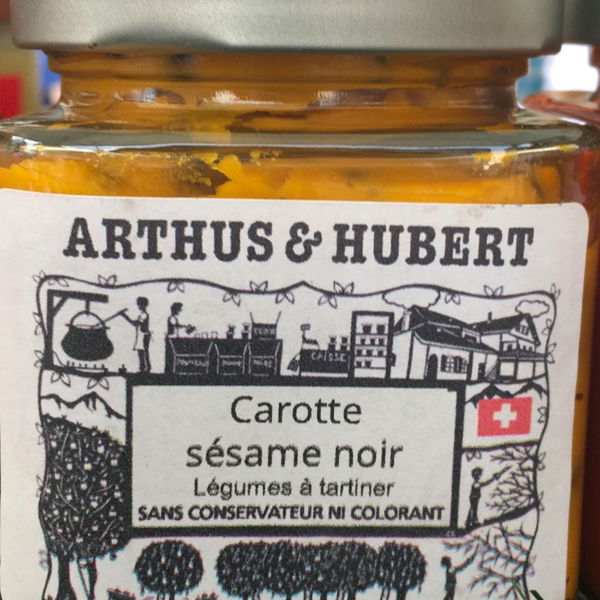 ARTHUS & HUBERT
CAISSE
Carotte
sésame noir
Légumes à tartiner
SANS CONSERVATEUR NI COLORANT